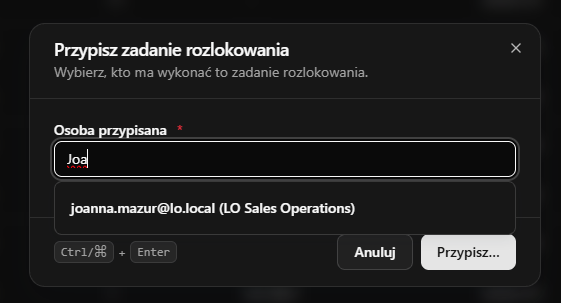 Przypisz zadanie rozlokowania
Wybierz, kto ma wykonać to zadanie rozlokowania.
Osoba przypisana *
Joa
joanna.mazur@lo.local (LO Sales Operations)
Ctrl/⌘ + Enter
Anuluj
Przypisz...